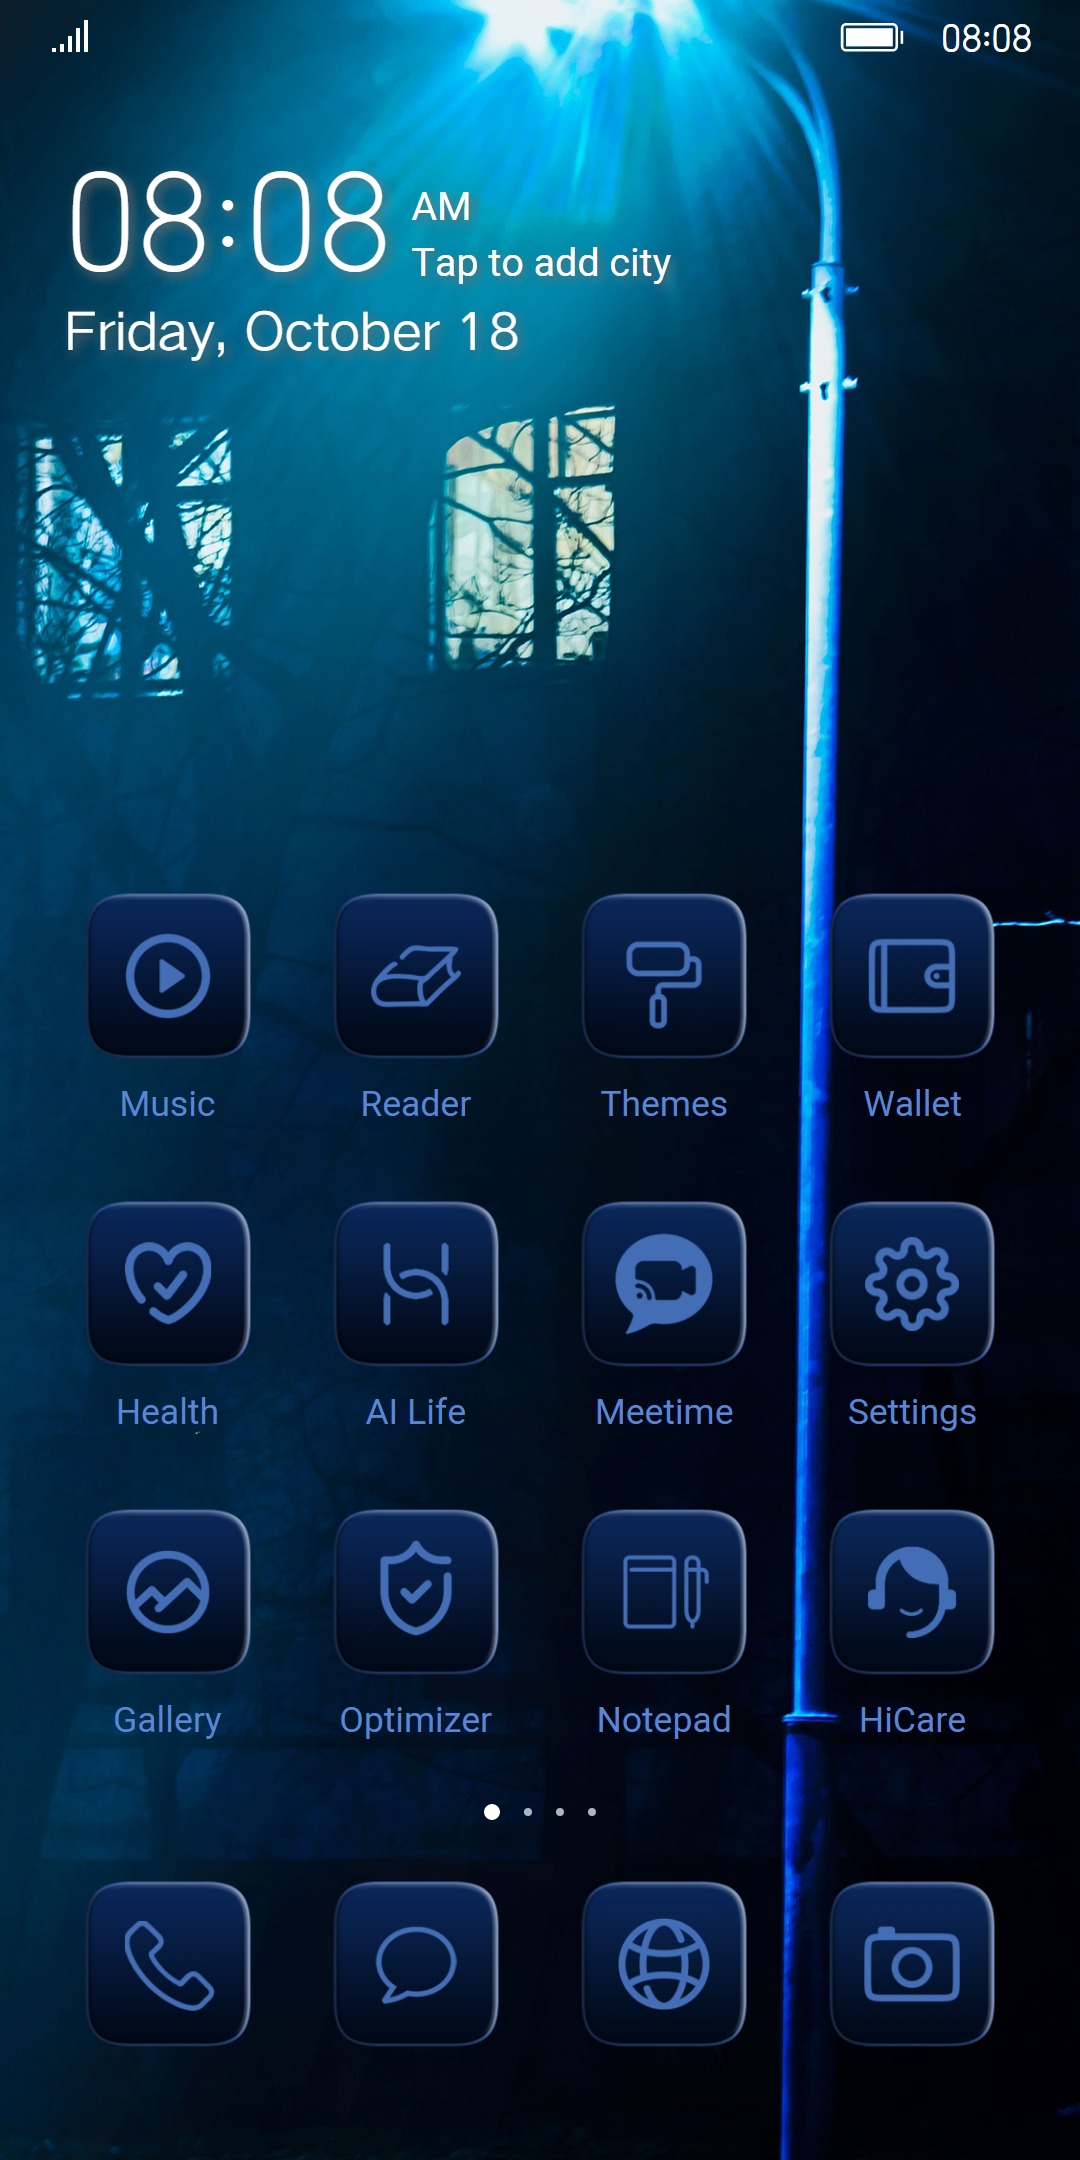 08:08
08:08 AM
Tap to add city
Friday, October 18
Music Reader Themes Wallet
Health AI Life Meetime Settings
Gallery Optimizer Notepad HiCare